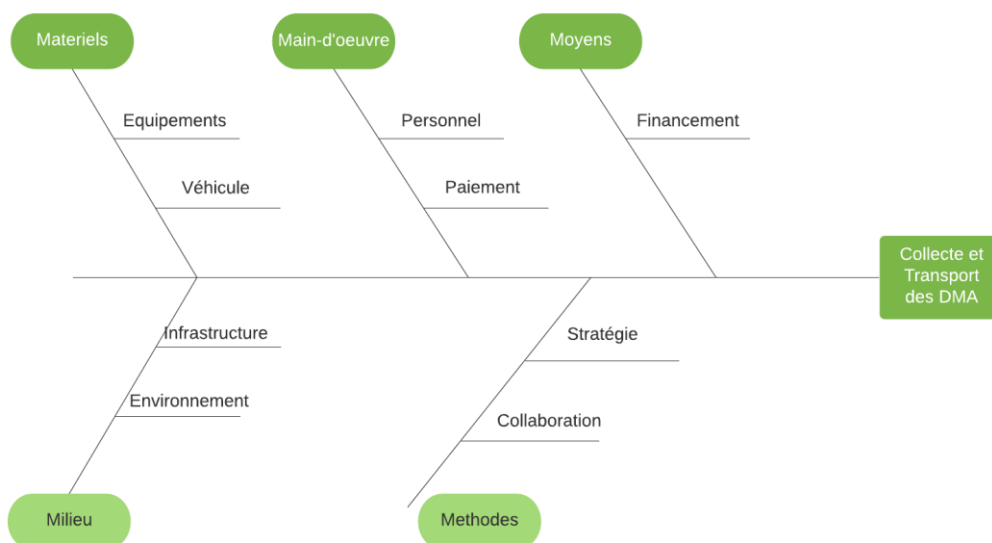 Materiels
Main-d'oeuvre
Moyens
Equipements
Personnel
Financement
Véhicule
Paiement
Collecte et
Transport
des DMA
Infrastructure
Stratégie
Environnement
Collaboration
Milieu
Methodes